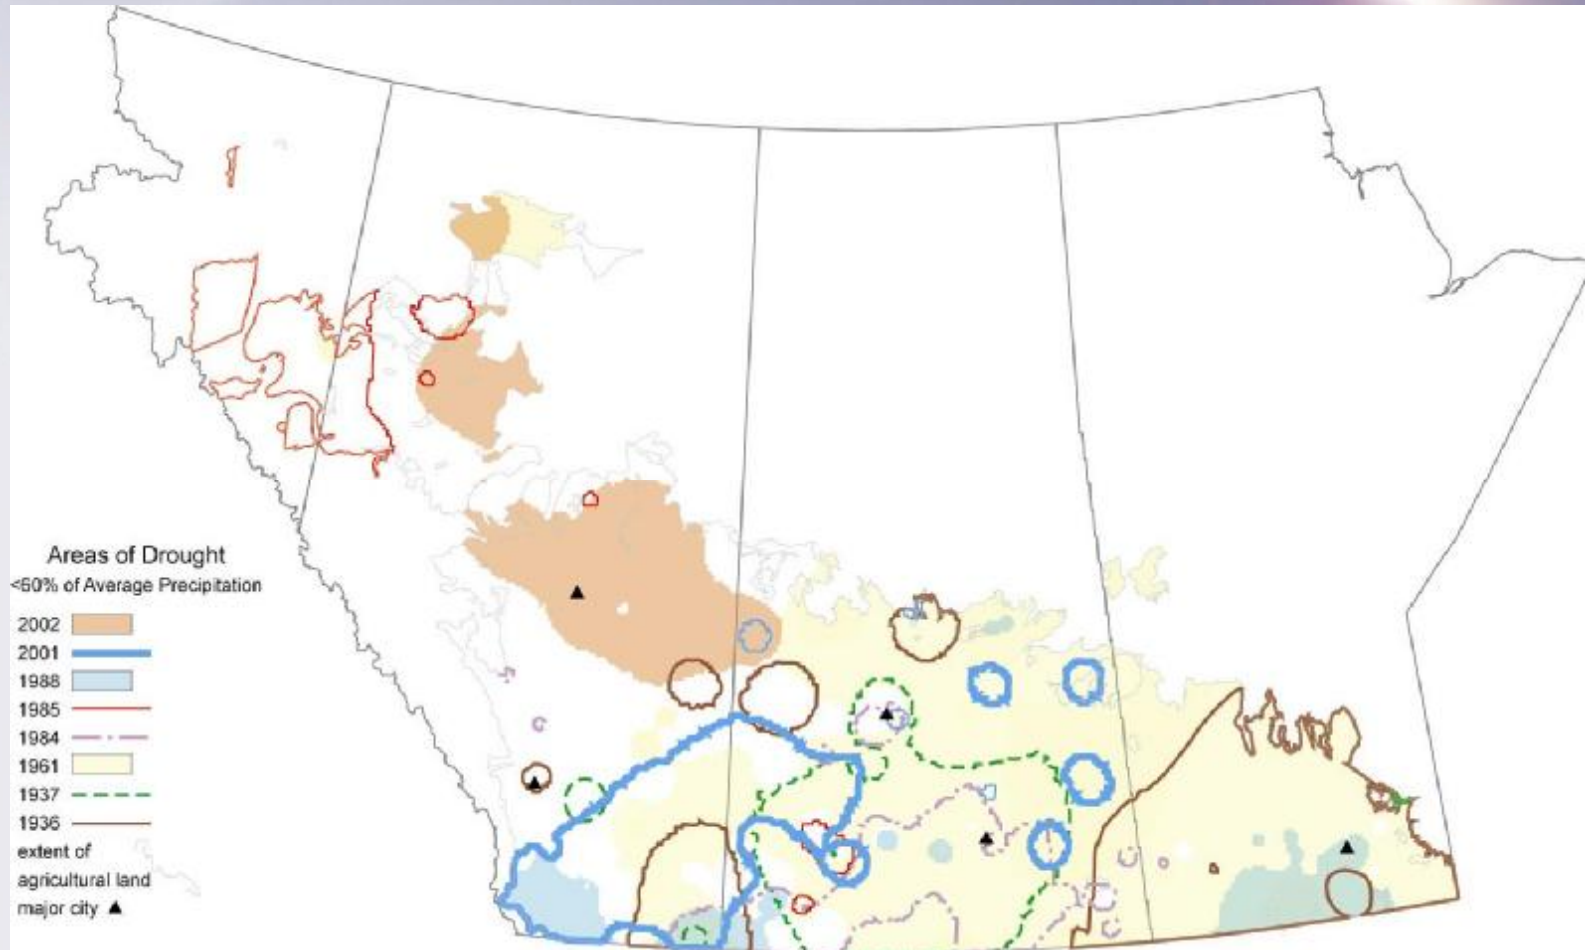 Areas of Drought
<60% of Average Precipitation
2002
2001
1988
1985
1984
1961
1937
1936
extent of
agricultural land
major city